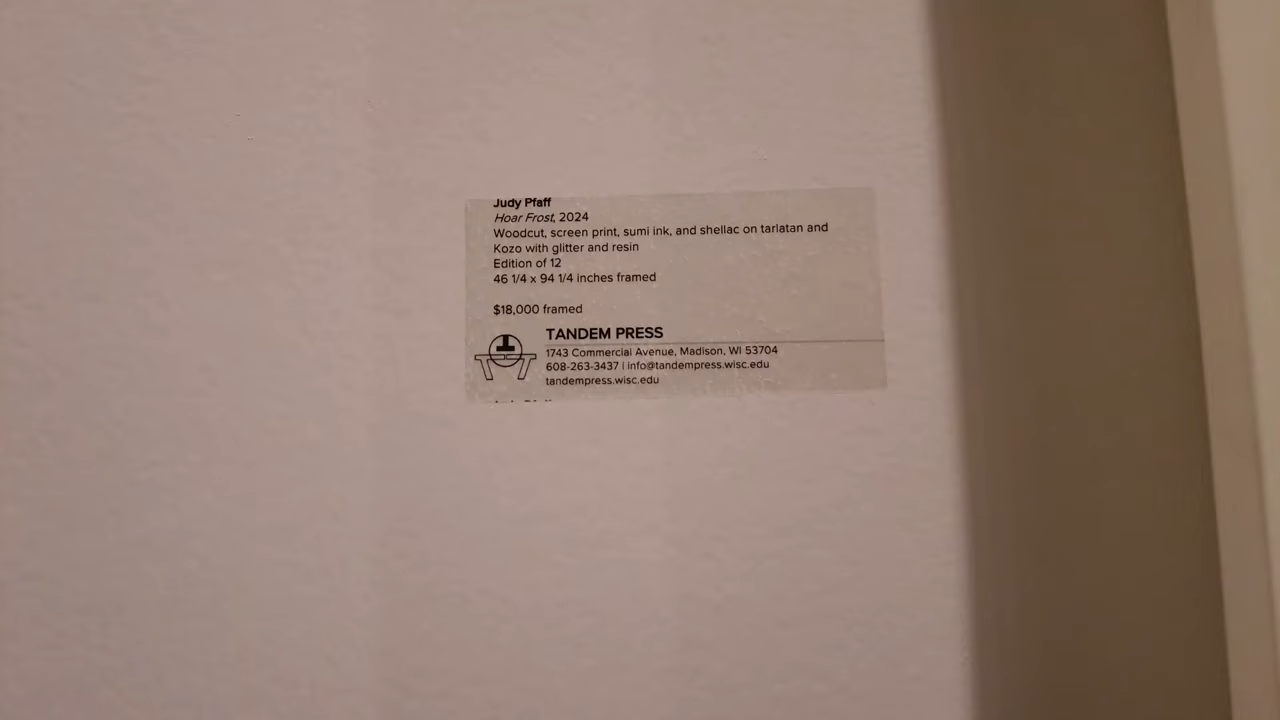 Judy Pfaff
Hoar Frost, 2024
Woodcut, screen print, sumi ink, and shellac on tarlatan and
Kozo with glitter and resin
Edition of 12
46 1/4 x 94 1/4 inches framed
$18,000 framed
TANDEM PRESS
1743 Commercial Avenue, Madison, WI 53704
608-263-3437 | info@tandempress.wisc.edu
tandempress.wisc.edu